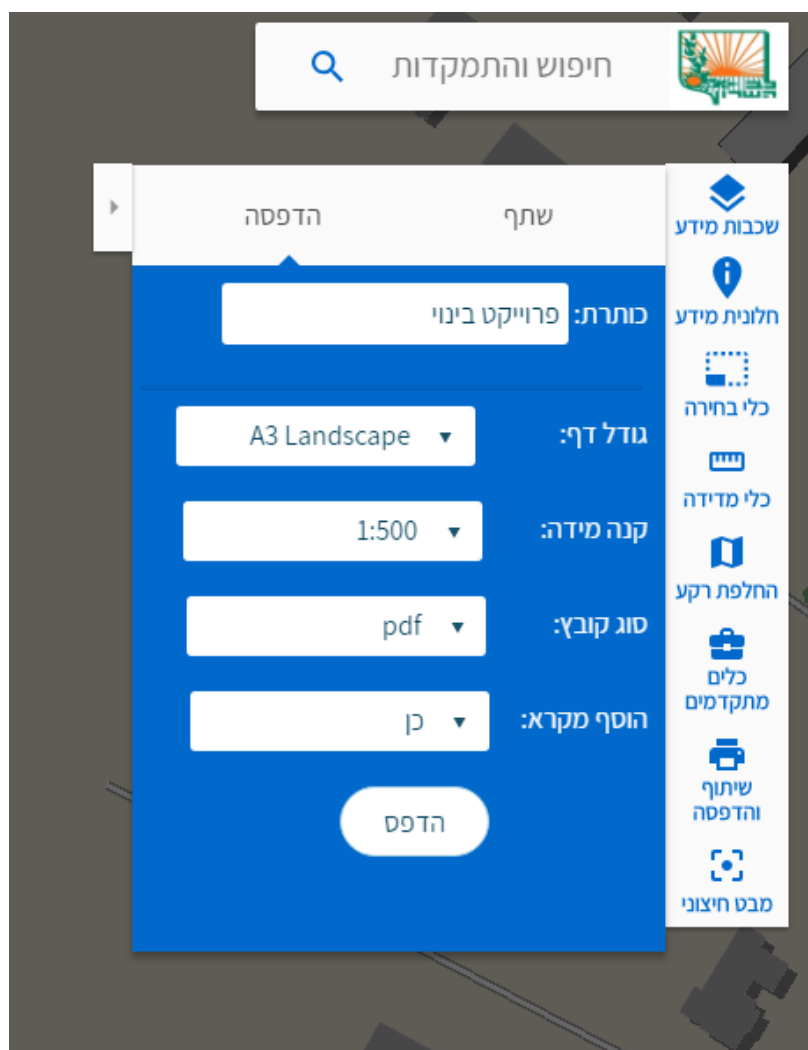 חיפוש והתמקדות
שתף
הדפסה
כותרת: פרוייקט בינוי
גודל דף: A3 Landscape
קנה מידה: 1:500
סוג קובץ: pdf
הוסף מקרא: כן
הדפס
שכבות מידע
חלונית מידע
כלי בחירה
כלי מדידה
החלפת רקע
כלים
מתקדמים
שיתוף
והדפסה
מבט חיצוני